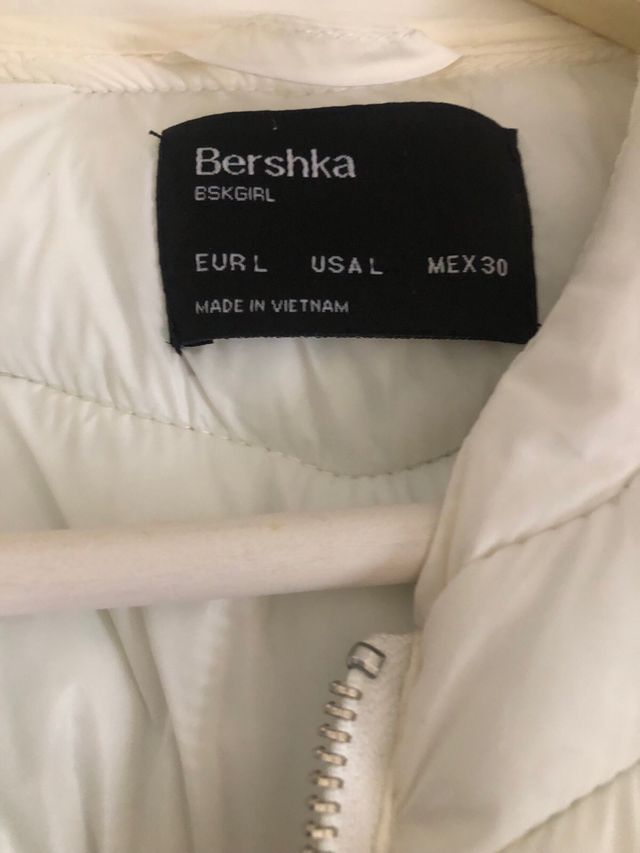 Bershka
BSKGIRL
EUR L USA L MEX 30
MADE IN VIETNAM